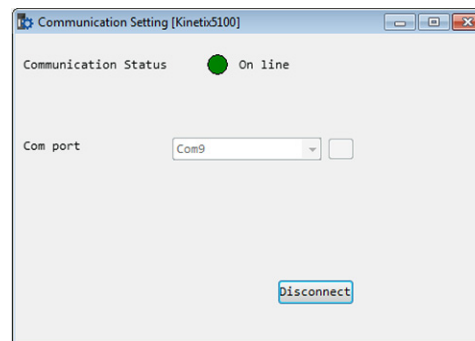 Communication Setting [Kinetix5100]
Communication Status On line
Com port Com9
Disconnect